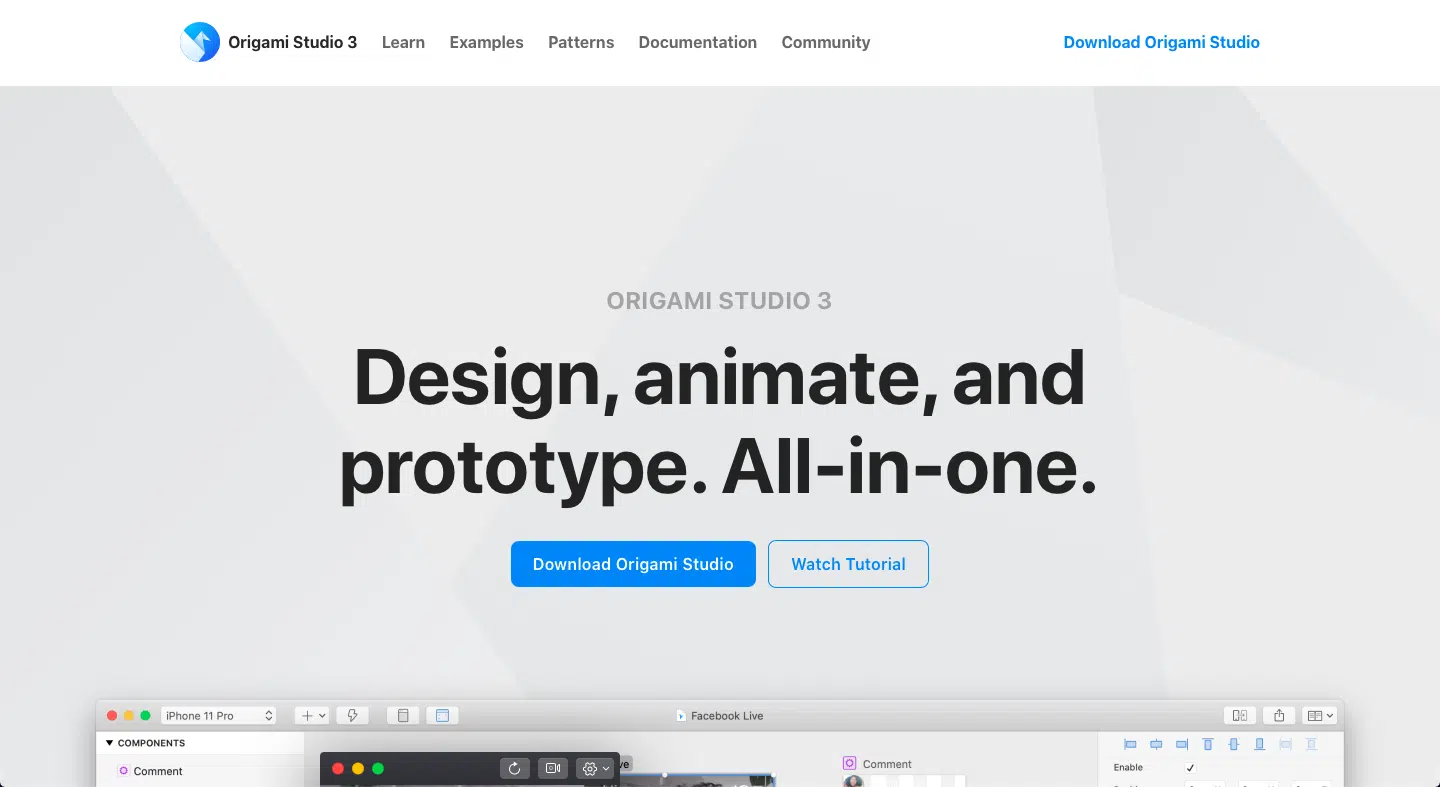 Origami Studio 3 Learn Examples Patterns Documentation Community Download Origami Studio
ORIGAMI STUDIO 3
Design, animate, and
prototype. All-in-one.
Download Origami Studio Watch Tutorial
iPhone 11 Pro Facebook Live
COMPONENTS
Comment
ve
Comment
Enable